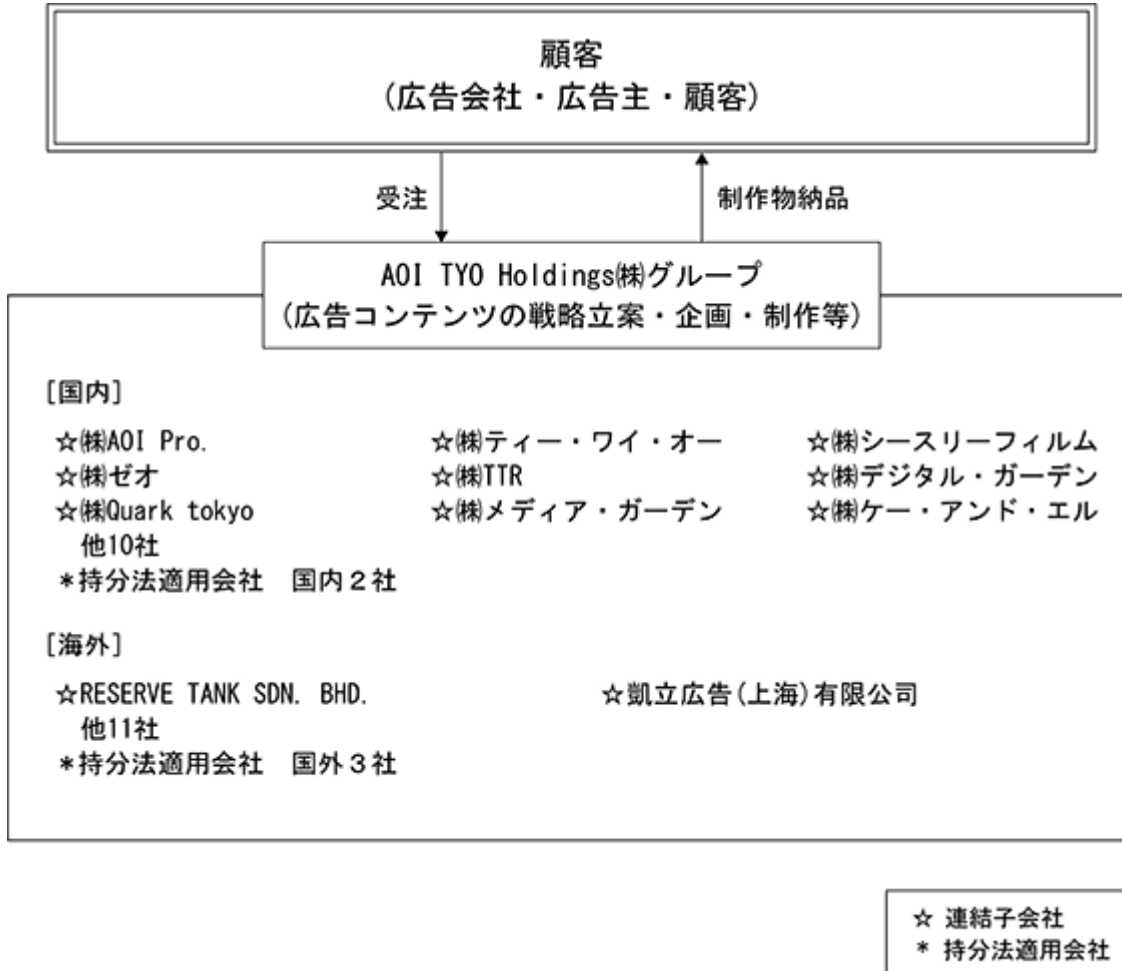 顧客
(広告会社・広告主・顧客)
受注
制作物納品
AOI TYO Holdings㈱グループ
(広告コンテンツの戦略立案・企画・制作等)
[国内]
☆㈱AOI Pro. ☆㈱ティー・ワイ・オー ☆㈱シースリーフィルム
☆㈱ゼオ ☆㈱TTR ☆㈱デジタル・ガーデン
☆㈱Quark tokyo ☆㈱メディア・ガーデン ☆㈱ケー・アンド・エル
他10社
*持分法適用会社　国内２社
[海外]
☆RESERVE TANK SDN. BHD. ☆凱立広告(上海)有限公司
他11社
*持分法適用会社　国外３社
☆ 連結子会社
* 持分法適用会社